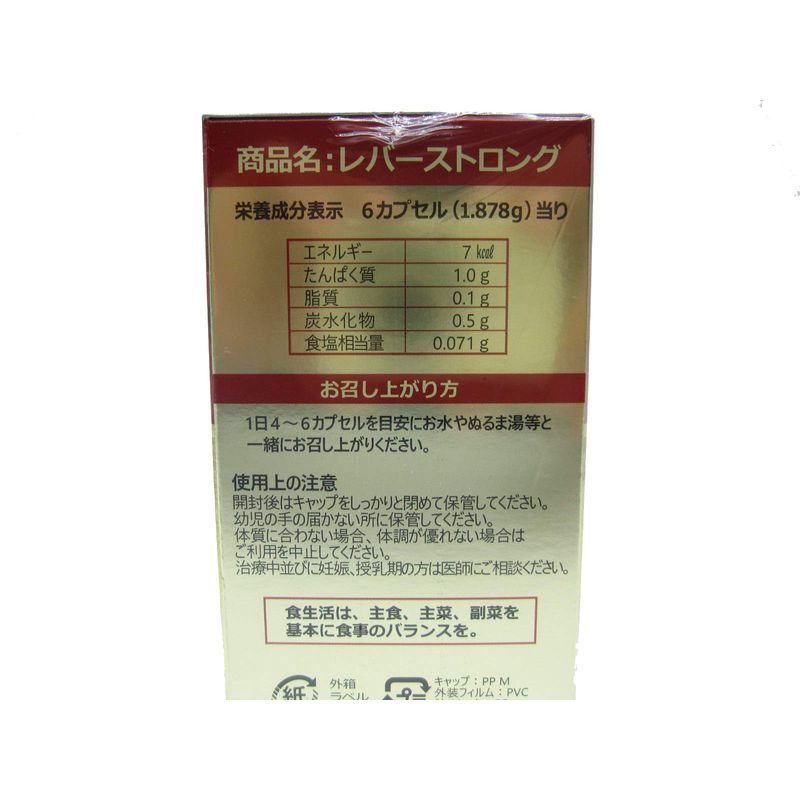 商品名:レバーストロング
栄養成分表示 6カプセル(1.878g)当り
エネルギー 7 kcal
たんぱく質 1.0 g
脂質 0.1 g
炭水化物 0.5 g
食塩相当量 0.071 g
お召し上がり方
1日4~6カプセルを目安にお水やぬるま湯等と
一緒にお召し上がりください。
使用上の注意
開封後はキャップをしっかりと閉めて保管してください。
幼児の手の届かない所に保管してください。
体質に合わない場合、体調が優れない場合は
ご利用を中止してください。
治療中並びに妊娠、授乳期の方は医師にご相談ください。
食生活は、主食、主菜、副菜を
基本に食事のバランスを。
紙 外箱 キャップ:PP M
ラベル プラ 外装フィルム:PVC